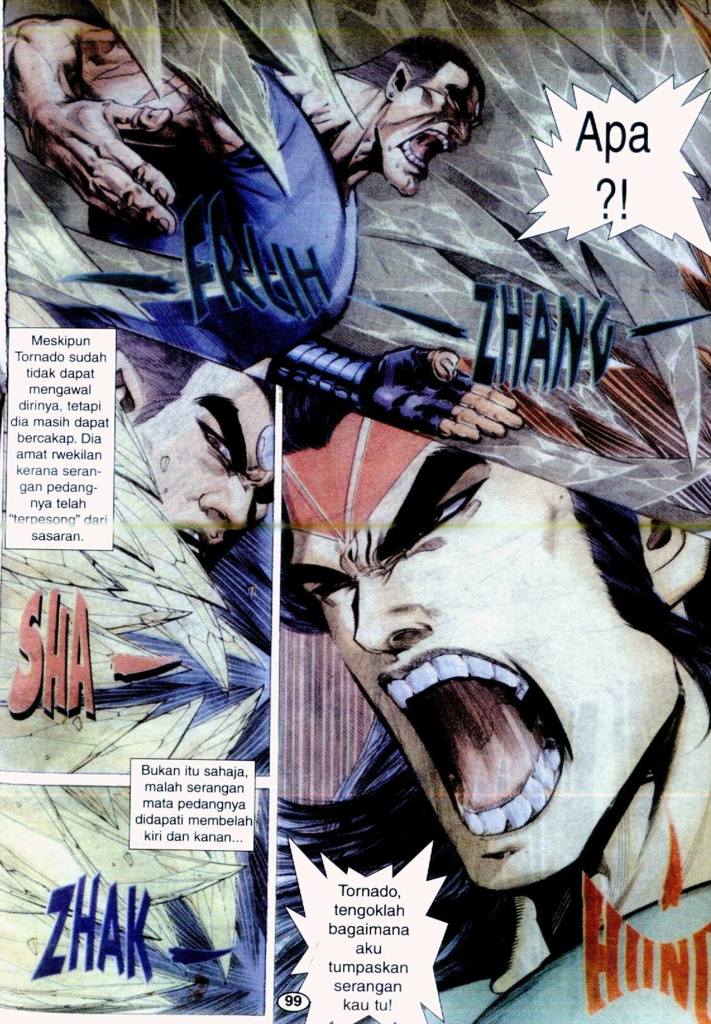 Apa
?!
FRUH
ZHANG
Meskipun
Tornado sudah
tidak dapat
mengawal
dirinya, tetapi
dia masih dapat
bercakap. Dia
amat rwekilan
kerana seran-
gan pedang-
nya telah
"terpesong" dari
sasaran.
SHA
Bukan itu sahaja,
malah serangan
mata pedangnya
didapati membelah
kiri dan kanan...
ZHAK
Tornado,
tengoklah
bagaimana
aku
tumpaskan
serangan
kau tu!
HUNG
99